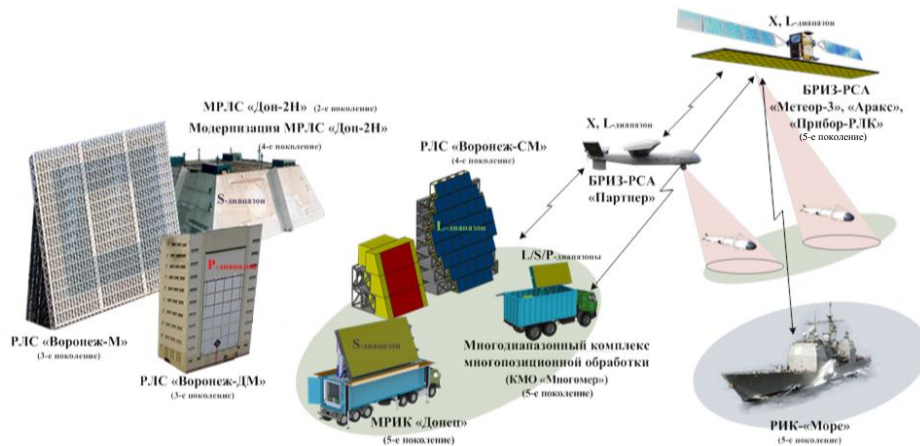 X, L-диапазон
БРИЗ-РСА
«Метеор-3», «Аракс»,
«Прибор-РЛК»
(5-е поколение)
МРЛС «Дон-2Н» (2-е поколение)
Модернизация МРЛС «Дон-2Н»
(4-е поколение)
S-диапазон
X, L-диапазон
БРИЗ-РСА
«Партнер»
РЛС «Воронеж-СМ»
(4-е поколение)
L-диапазон
P-диапазон
L/S/P-диапазоны
РЛС «Воронеж-М»
(3-е поколение)
РЛС «Воронеж-ДМ»
(3-е поколение)
S-диапазон
Многодиапазонный комплекс
многопозиционной обработки
(КМО «Многомер»)
(5-е поколение)
МРИК «Донец»
(5-е поколение)
РИК-«Море»
(5-е поколение)